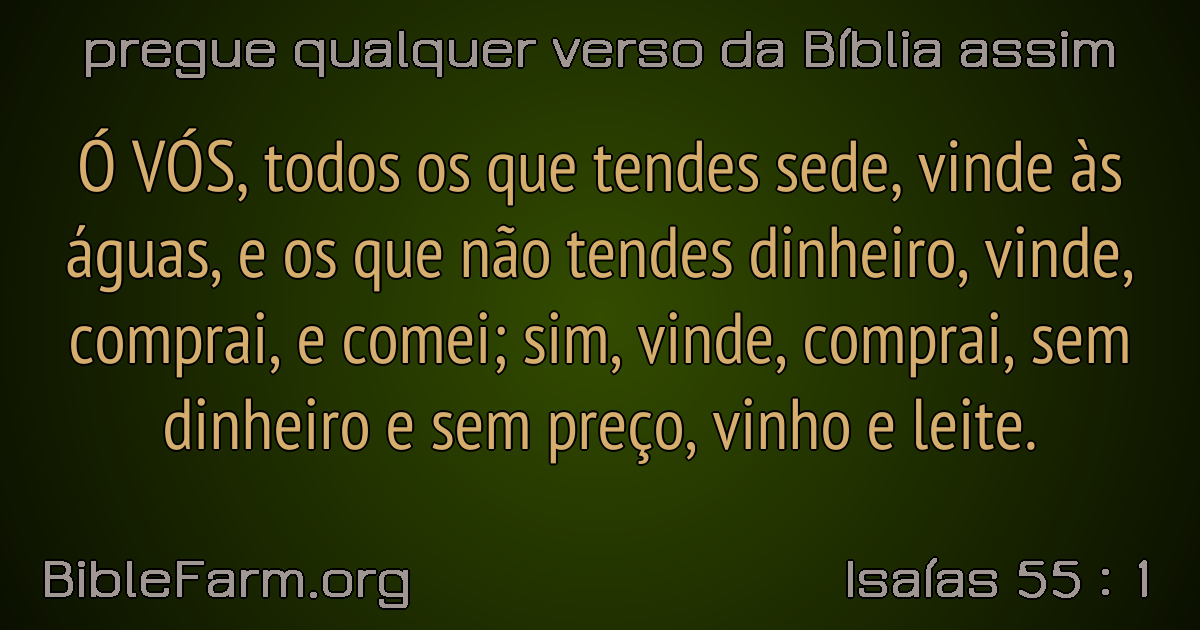 pregue qualquer verso da Bíblia assim
Ó VÓS, todos os que tendes sede, vinde às
águas, e os que não tendes dinheiro, vinde,
comprai, e comei; sim, vinde, comprai, sem
dinheiro e sem preço, vinho e leite.
BibleFarm.org
Isaías 55 : 1